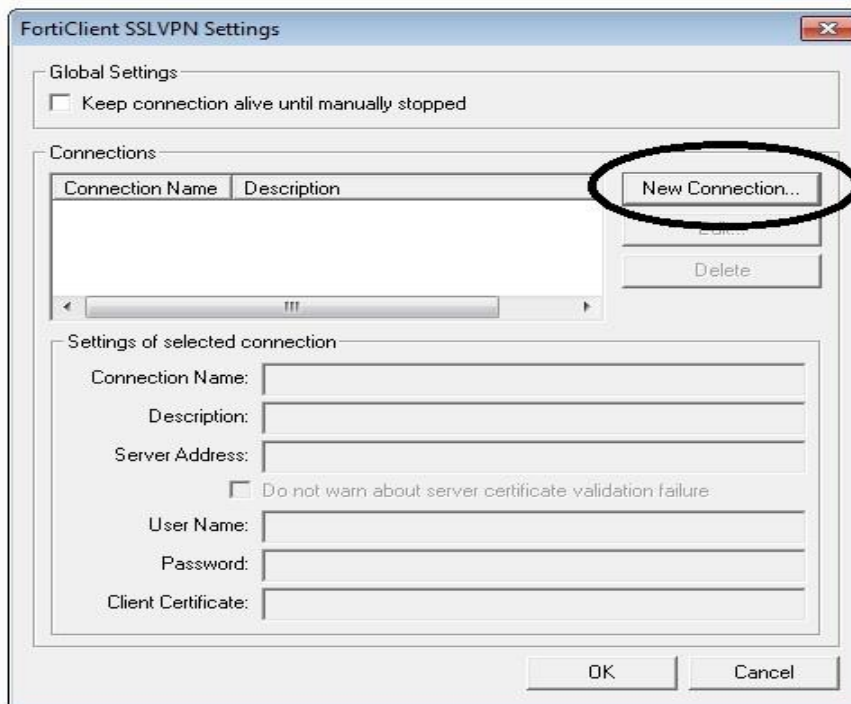 FortiClient SSLVPN Settings
Global Settings
Keep connection alive until manually stopped
Connections
Connection Name Description
New Connection...
Edit...
Delete
Settings of selected connection
Connection Name:
Description:
Server Address:
Do not warn about server certificate validation failure
User Name:
Password:
Client Certificate:
OK Cancel